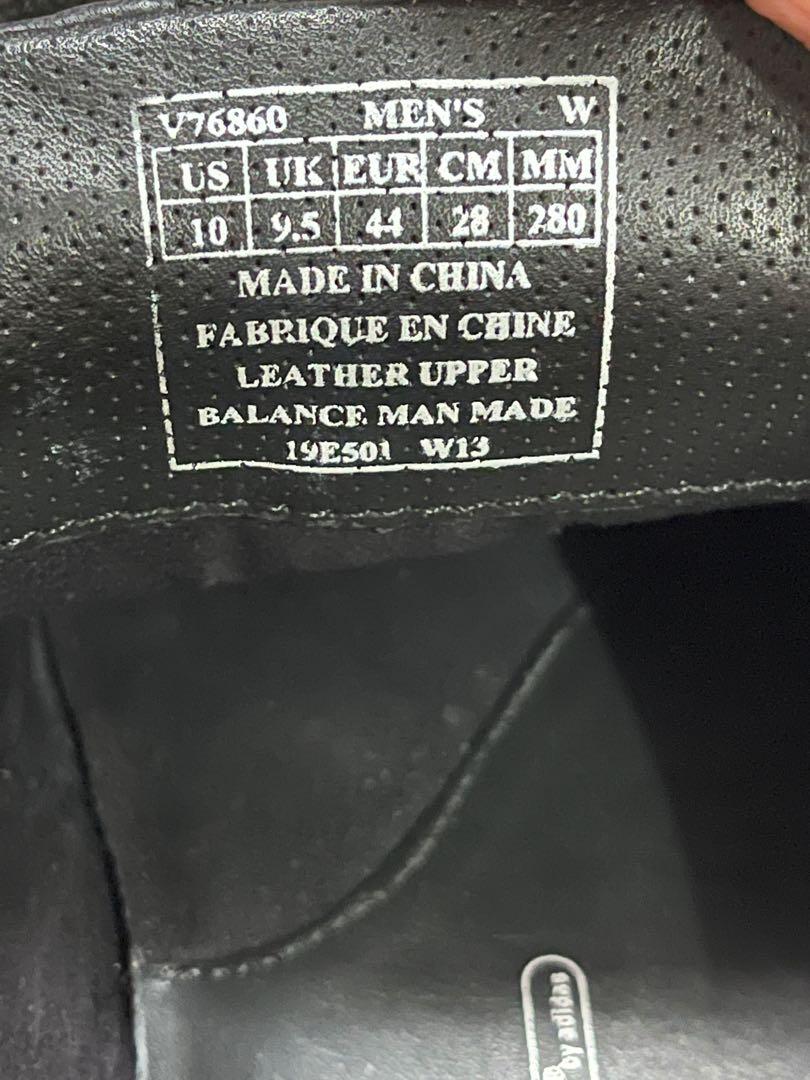 V76860 MEN'S W
US UK EUR CM MM
10 9.5 44 28 280
MADE IN CHINA
FABRIQUE EN CHINE
LEATHER UPPER
BALANCE MAN MADE
19E501 W13
by adidas